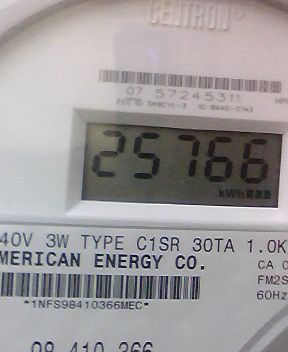 CENTRON®
07 57245311
25766
kWh
40V 3W TYPE C1SR 30TA 1.0K
MERICAN ENERGY CO.
CA 0
FM2S
60Hz
*1NFS98410366MEC*
98 410 366